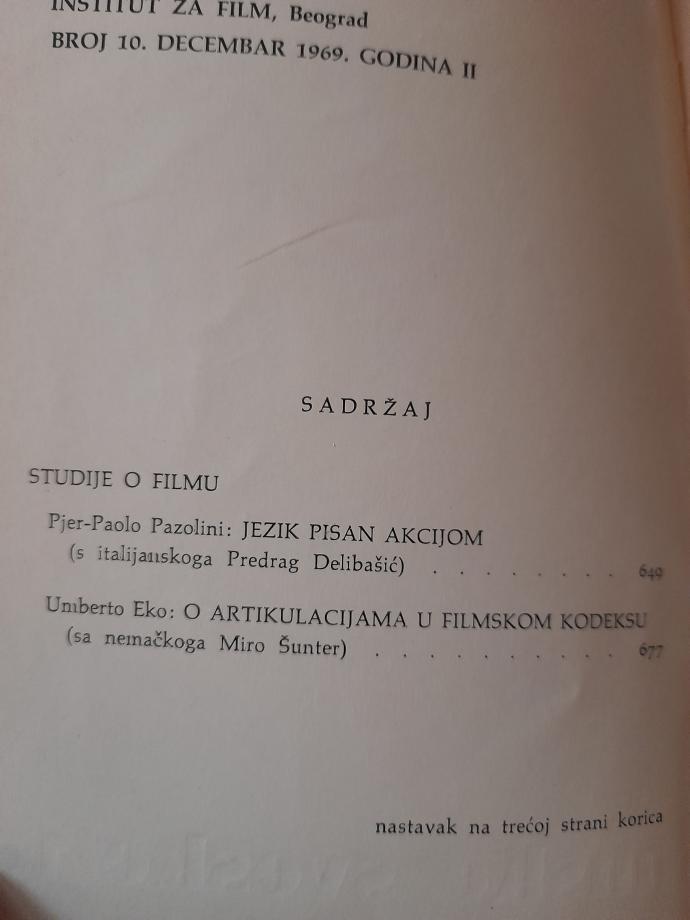 INSTITUT ZA FILM, Beograd
BROJ 10. DECEMBAR 1969. GODINA II
SADRŽAJ
STUDIJE O FILMU
Pjer-Paolo Pazolini: JEZIK PISAN AKCIJOM
(s italijanskoga Predrag Delibašić) . . . . . . . . 649
Umberto Eko: O ARTIKULACIJAMA U FILMSKOM KODEKSU
(sa nemačkoga Miro Šunter) . . . . . . . . . . 677
nastavak na trećoj strani korica